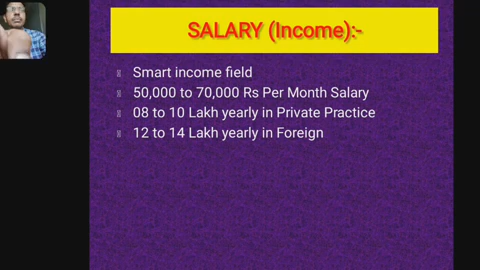 SALARY (Income):-
Smart income field
50,000 to 70,000 Rs Per Month Salary
08 to 10 Lakh yearly in Private Practice
12 to 14 Lakh yearly in Foreign